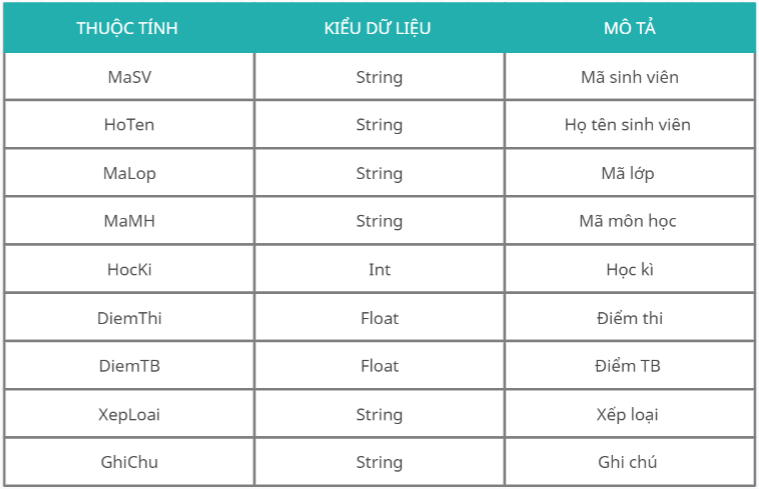 THUỘC TÍNH KIỂU DỮ LIỆU MÔ TẢ
MaSV String Mã sinh viên
HoTen String Họ tên sinh viên
MaLop String Mã lớp
MaMH String Mã môn học
HocKi Int Học kì
DiemThi Float Điểm thi
DiemTB Float Điểm TB
XepLoai String Xếp loại
GhiChu String Ghi chú